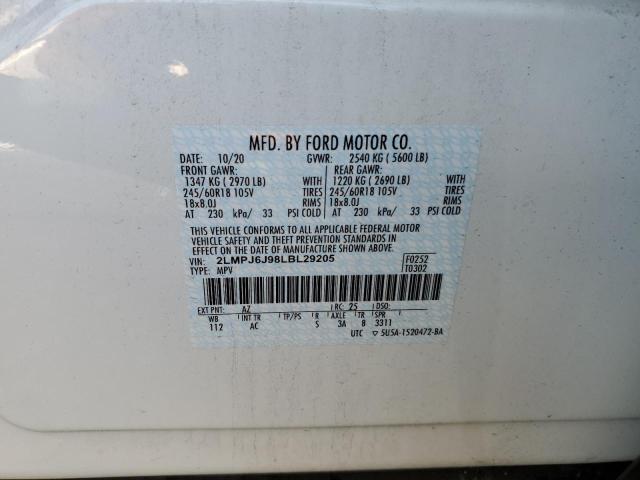 MFD. BY FORD MOTOR CO.
DATE: 10/20 GVWR: 2540 KG ( 5600 LB)
FRONT GAWR: REAR GAWR:
1347 KG ( 2970 LB) WITH 1220 KG ( 2690 LB) WITH
245/60R18 105V TIRES 245/60R18 105V TIRES
18x8.0J RIMS 18x8.0J RIMS
AT 230 kPa/ 33 PSI COLD AT 230 kPa/ 33 PSI COLD
THIS VEHICLE CONFORMS TO ALL APPLICABLE FEDERAL MOTOR
VEHICLE SAFETY AND THEFT PREVENTION STANDARDS IN
EFFECT ON THE DATE OF MANUFACTURE SHOWN ABOVE.
VIN: 2LMPJ6J98LBL29205 F0252
TYPE: MPV T0302
EXT PNT: AZ RC: 25 DSO:
WB INT TR TP/PS R AXLE TR SPR
112 AC S 3A 8 3311
UTC ▽ 5U5A-1520472-BA